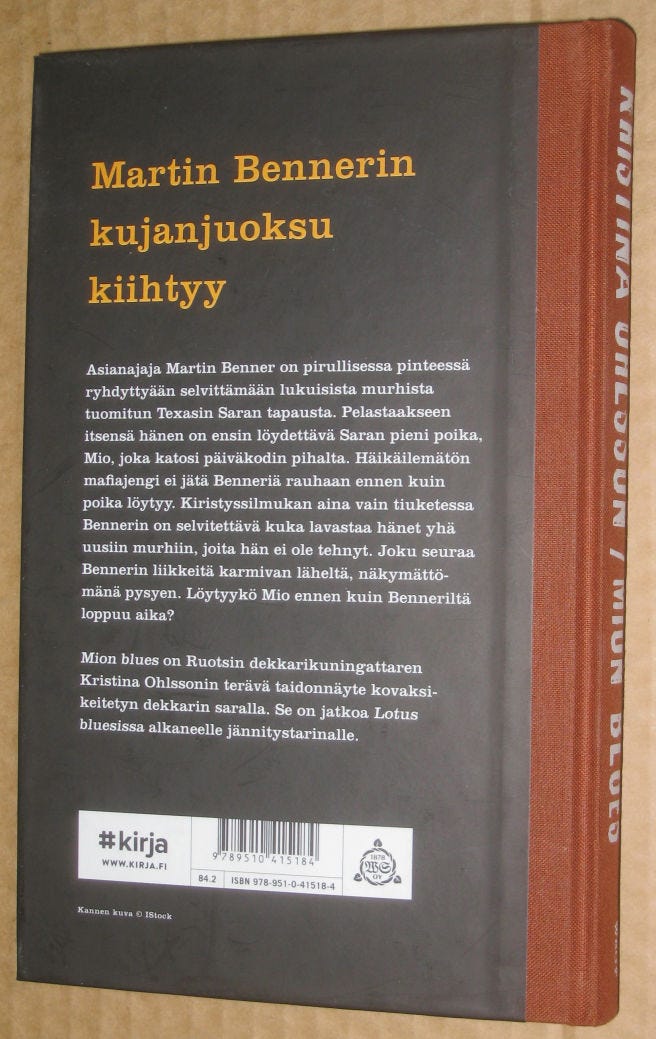 Martin Bennerin
kujanjuoksu
kiihtyy
Asianajaja Martin Benner on pirullisessa pinteessä
ryhdyttyään selvittämään lukuisista murhista
tuomitun Texasin Saran tapausta. Pelastaakseen
itsensä hänen on ensin löydettävä Saran pieni poika,
Mio, joka katosi päiväkodin pihalta. Häikäilemätön
mafiajengi ei jätä Benneriä rauhaan ennen kuin
poika löytyy. Kiristyssilmukan aina vain tiuketessa
Bennerin on selvitettävä kuka lavastaa hänet yhä
uusiin murhiin, joita hän ei ole tehnyt. Joku seuraa
Bennerin liikkeitä karmivan läheltä, näkymättö-
mänä pysyen. Löytyykö Mio ennen kuin Benneriltä
loppuu aika?
Mion blues on Ruotsin dekkarikuningattaren
Kristina Ohlssonin terävä taidonnäyte kovaksi-
keitetyn dekkarin saralla. Se on jatkoa Lotus
bluesissa alkaneelle jännitystarinalle.
#kirja
WWW.KIRJA.FI
9 789510 415184
84.2 ISBN 978-951-0-41518-4
1878
WS
OY
Kannen kuva © IStock
KRISTINA OHLSSON / MION BLUES
WSOY